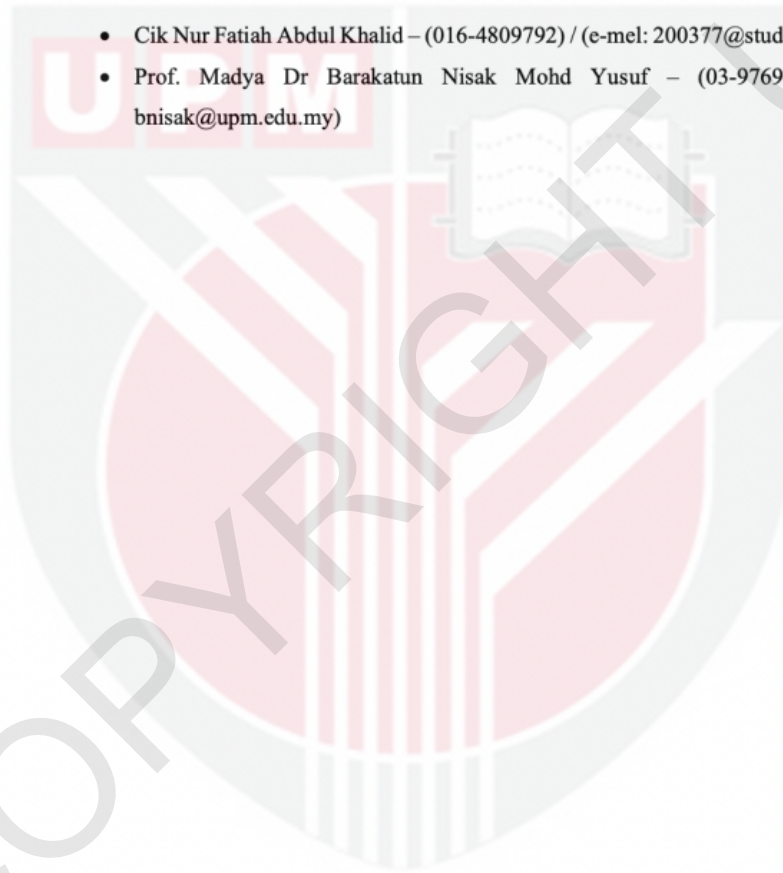 • Cik Nur Fatiah Abdul Khalid – (016-4809792) / (e-mel: 200377@stud
• Prof. Madya Dr Barakatun Nisak Mohd Yusuf – (03-9769
bnisak@upm.edu.my)
UPM
COPYRIGHT U